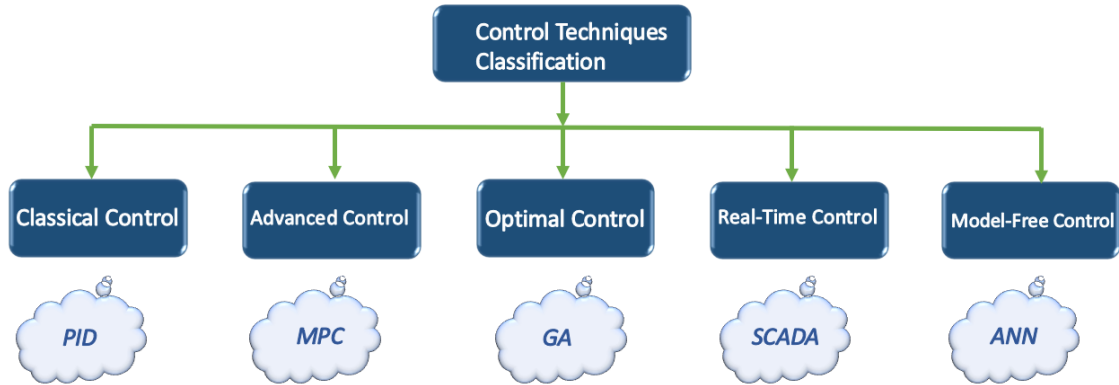 Control Techniques
Classification
Classical Control
Advanced Control
Optimal Control
Real-Time Control
Model-Free Control
PID
MPC
GA
SCADA
ANN